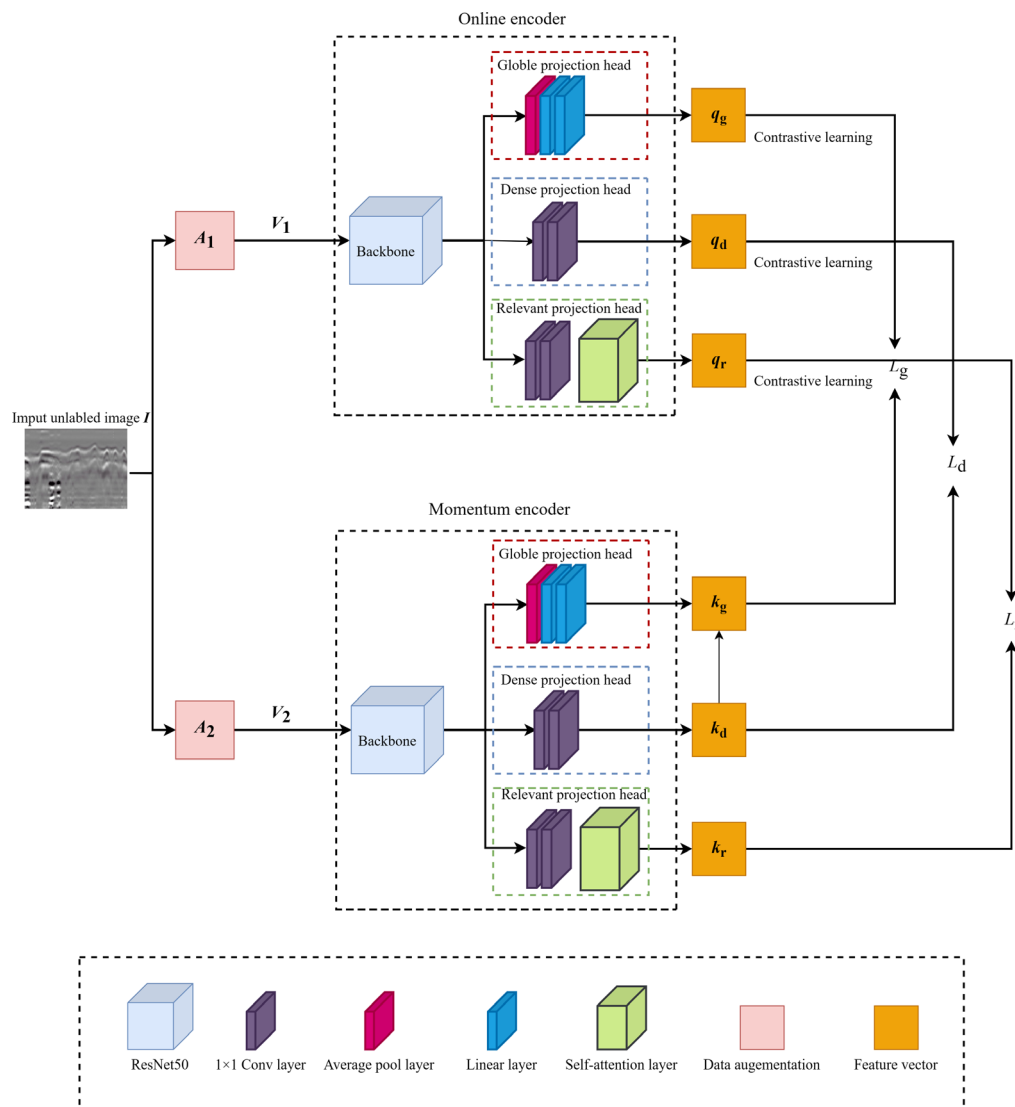 Online encoder
Globle projection head
q_g
Contrastive learning
Dense projection head
A_1
V_1
Backbone
q_d
Contrastive learning
Relevant projection head
q_r
Contrastive learning
L_g
Imput unlabled image I
L_d
Momentum encoder
Globle projection head
k_g
L
Dense projection head
A_2
V_2
Backbone
k_d
Relevant projection head
k_r
ResNet50
1×1 Conv layer
Average pool layer
Linear layer
Self-attention layer
Data augementation
Feature vector